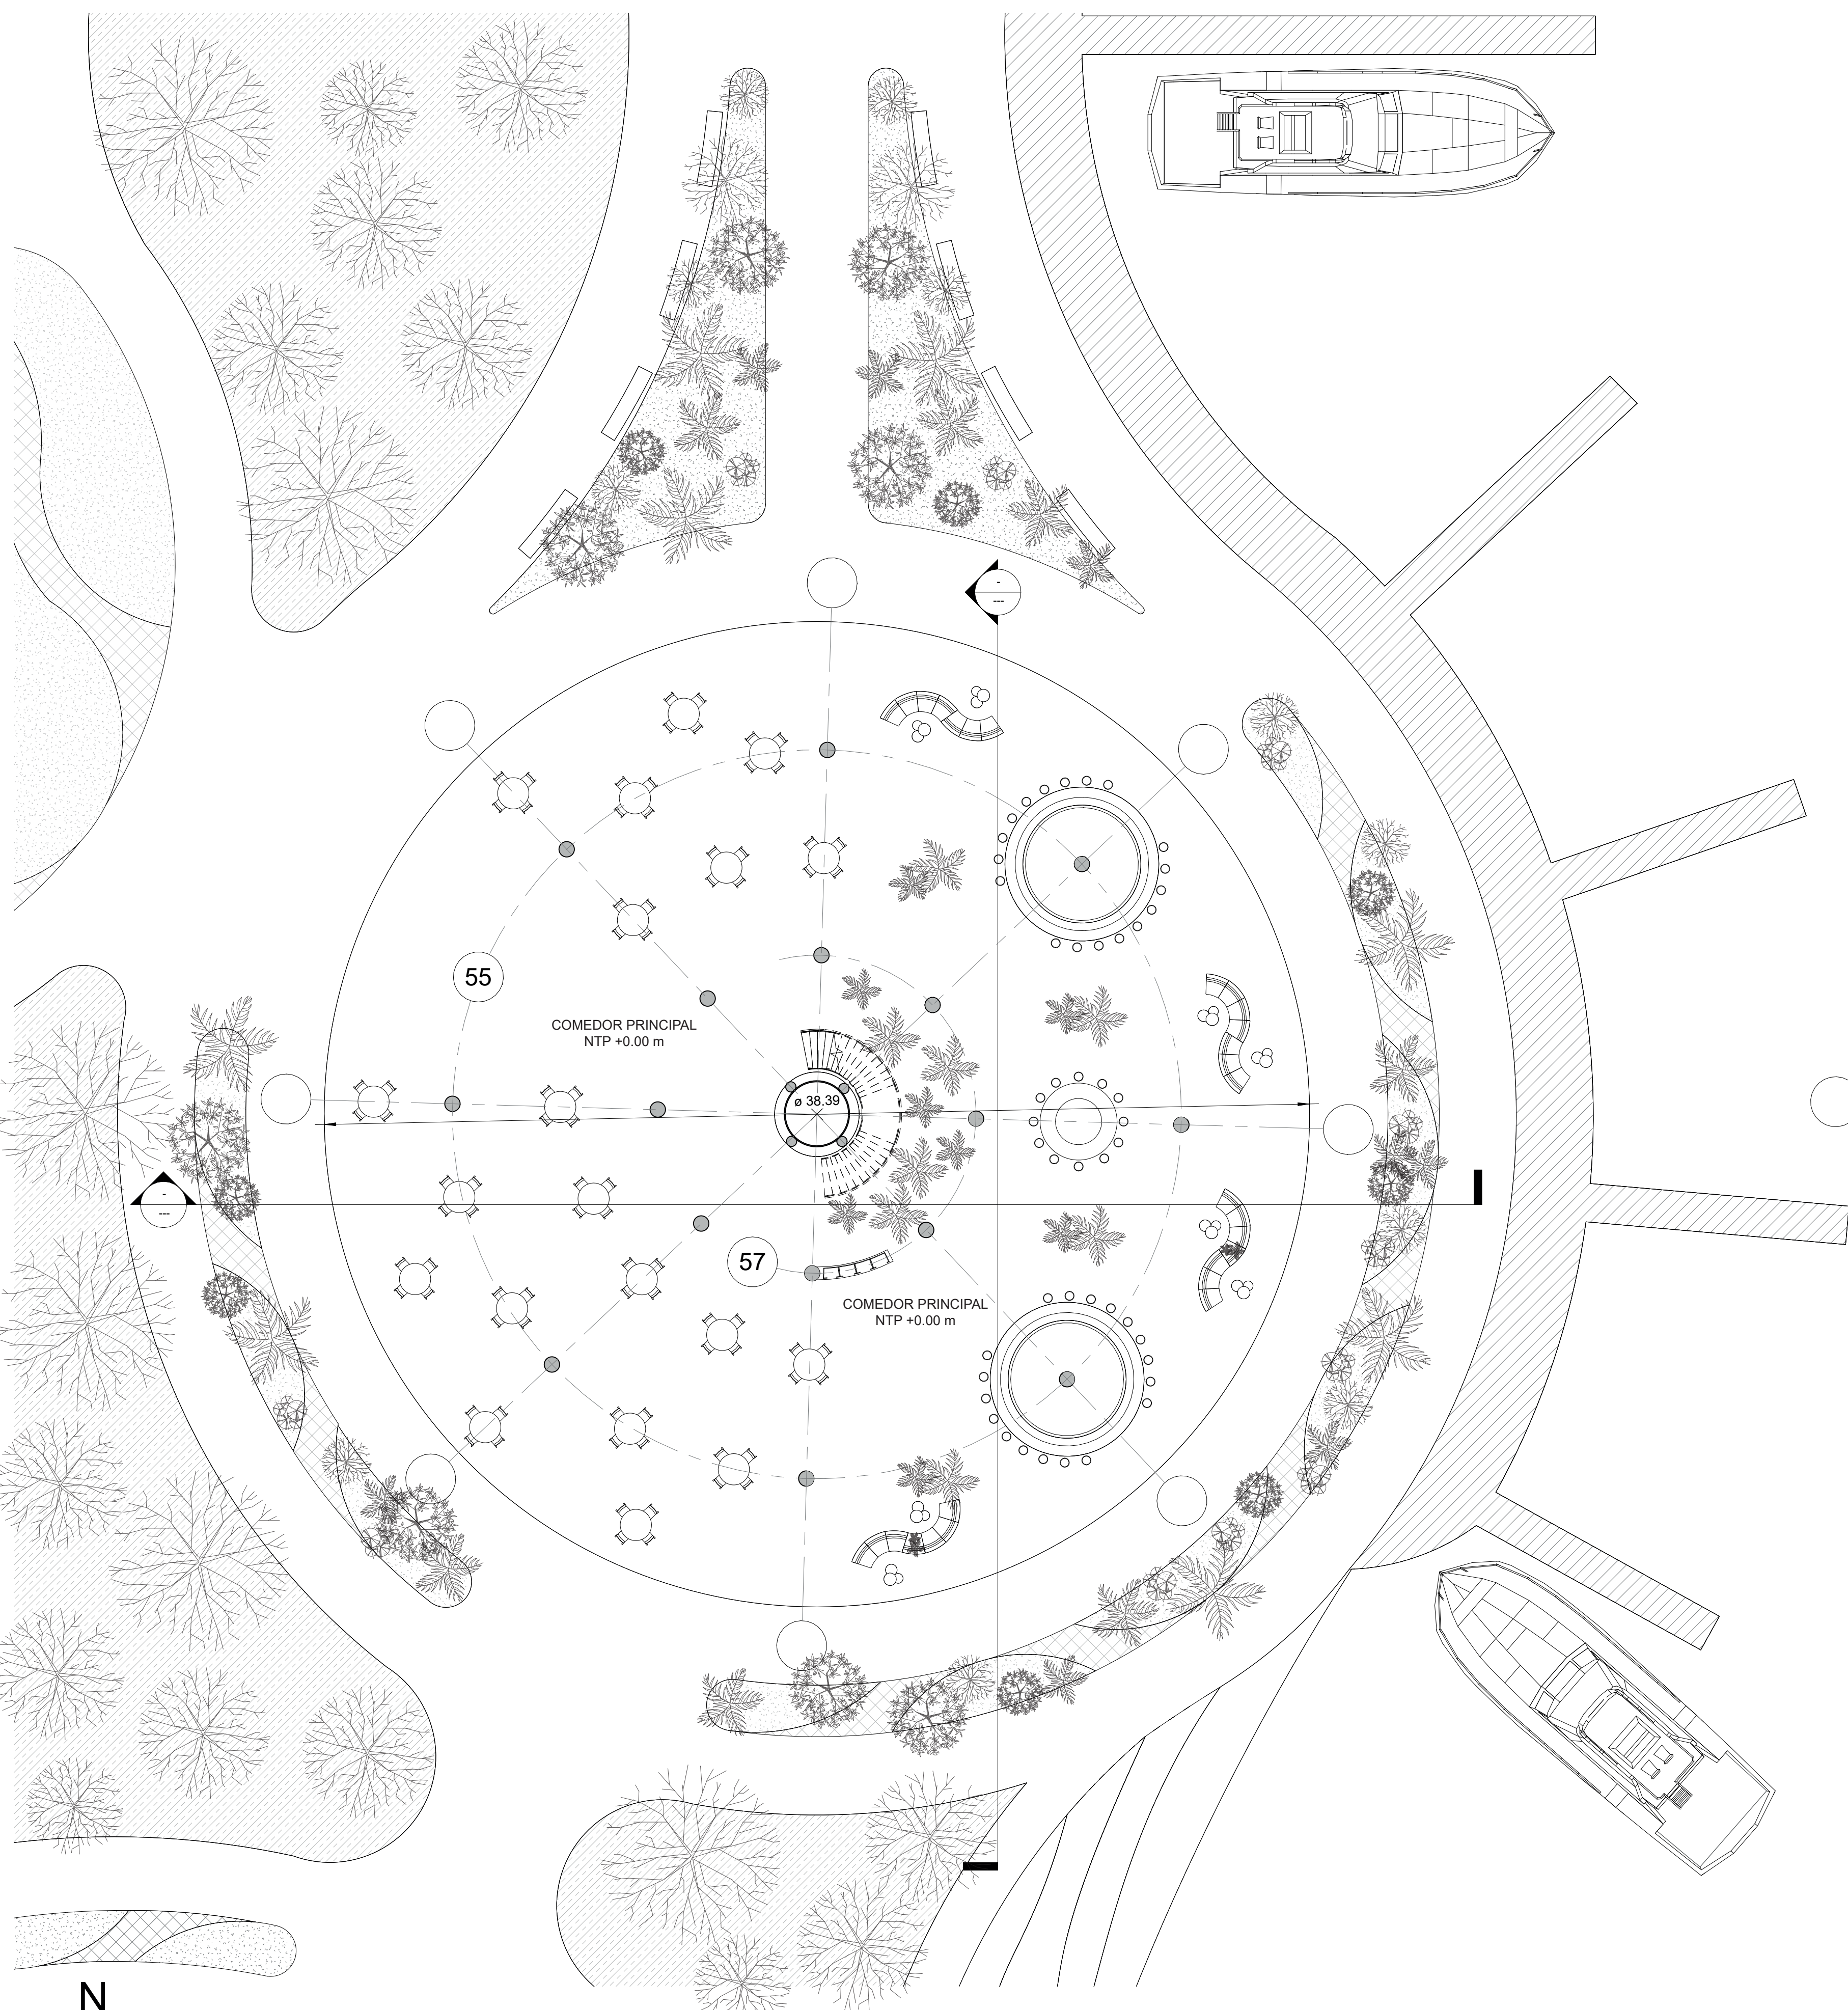 -
---
55
COMEDOR PRINCIPAL
NTP +0.00 m
ø 38.39
-
---
57
COMEDOR PRINCIPAL
NTP +0.00 m
N